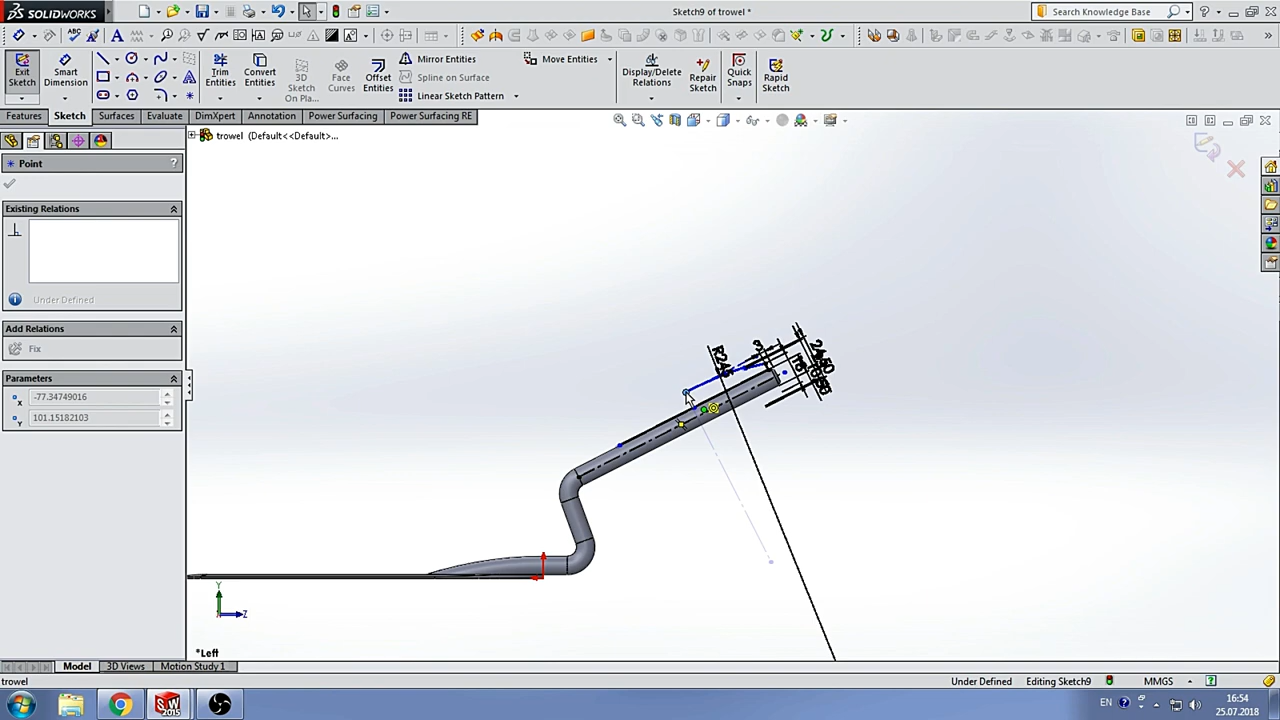 SOLIDWORKS
Sketch9 of trowel *
Search Knowledge Base
Exit Sketch
Smart Dimension
Trim Entities
Convert Entities
3D Sketch On Pla...
Face Curves
Offset Entities
Mirror Entities
Spline on Surface
Linear Sketch Pattern
Move Entities
Display/Delete Relations
Repair Sketch
Quick Snaps
Rapid Sketch
Features
Sketch
Surfaces
Evaluate
DimXpert
Annotation
Power Surfacing
Power Surfacing RE
trowel (Default<<Default>...
Point
?
Existing Relations
Under Defined
Add Relations
Fix
Parameters
x
-77.34749016
Y
101.15182103
R245
Y
Z
*Left
Model
3D Views
Motion Study 1
trowel
Under Defined
Editing Sketch9
MMGS
EN
16:54
25.07.2018
SW
2015